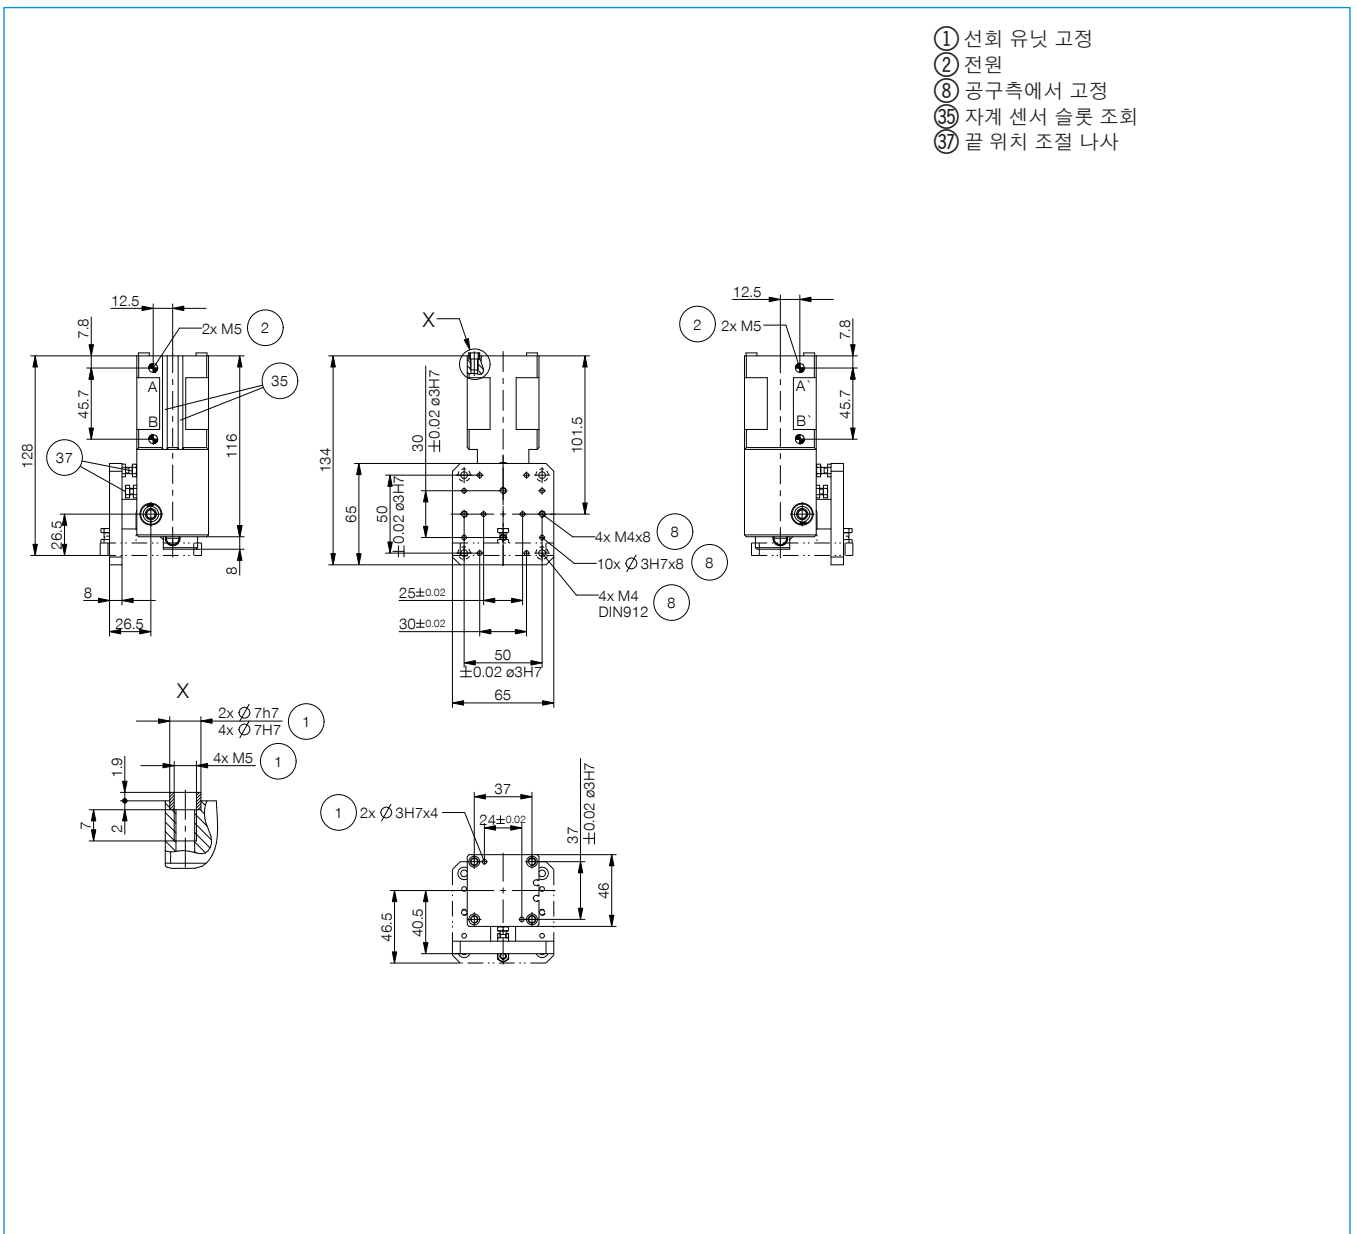 ① 선회 유닛 고정
② 전원
⑧ 공구측에서 고정
㉟ 자계 센서 슬롯 조회
㊲ 끝 위치 조절 나사
12.5
7.8
2x M5 2
A
B
45.7
128
116
35
37
26.5
8
8
26.5
X
134
65
30
±0.02 ø3H7
50
±0.02 ø3H7
101.5
4x M4x8 8
10x Ø 3H7x8 8
4x M4 8
DIN912
25±0.02
30±0.02
50
±0.02 ø3H7
65
12.5
7.8
2 2x M5
A`
B`
45.7
X
2x Ø 7h7 1
4x Ø 7H7
4x M5 1
1.9
7
2
1 2x Ø 3H7x4
37
24±0.02
37
±0.02 ø3H7
46
46.5
40.5